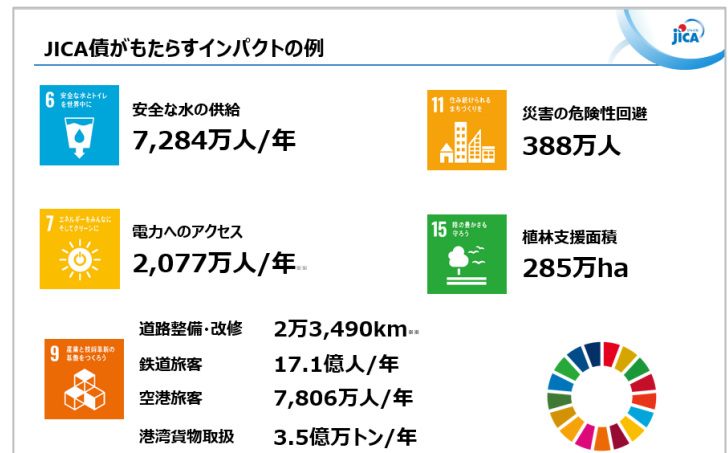 JICA債がもたらすインパクトの例
JICA
6 安全な水とトイレ
を世界中に
安全な水の供給
7,284万人/年
11 住み続けられる
まちづくりを
災害の危険性回避
388万人
7 エネルギーをみんなに
そしてクリーンに
電力へのアクセス
2,077万人/年※※
15 陸の豊かさも
守ろう
植林支援面積
285万ha
9 産業と技術革新の
基盤をつくろう
道路整備・改修 2万3,490km※※
鉄道旅客 17.1億人/年
空港旅客 7,806万人/年
港湾貨物取扱 3.5億万トン/年